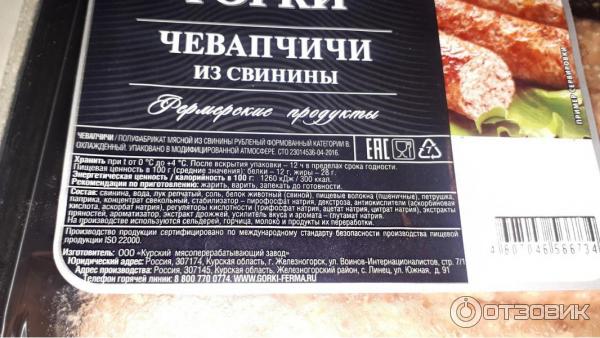 ГОРКИ
ЧЕВАПЧИЧИ
ИЗ СВИНИНЫ
Фермерские продукты
ПРИМЕР СЕРВИРОВКИ
ЧЕВАПЧИЧИ / ПОЛУФАБРИКАТ МЯСНОЙ ИЗ СВИНИНЫ РУБЛЕНЫЙ ФОРМОВАННЫЙ КАТЕГОРИИ В,
ОХЛАЖДЁННЫЙ. УПАКОВАНО В МОДИФИЦИРОВАННОЙ АТМОСФЕРЕ. СТО 23014536-04-2016.
EAC
Хранить при t от 0 °С до +4 °С. После вскрытия упаковки – 12 ч в пределах срока годности.
Пищевая ценность в 100 г (средние значения): белки – 12 г, жиры – 28 г.
Энергетическая ценность / калорийность в 100 г: 1260 кДж / 300 ккал.
Рекомендации по приготовлению: жарить, варить, запекать до готовности.
Состав: свинина, вода, лук репчатый, соль, белок животный (свиной), пищевые волокна (пшеничные), петрушка,
паприка, концентрат свекольный, стабилизатор – пирофосфат натрия, декстроза, антиокислители (аскорбиновая
кислота, аскорбат натрия), регуляторы кислотности (трифосфат натрия, ацетат натрия, цитрат натрия), экстракты
пряностей, ароматизатор, экстракт дрожжей, усилитель вкуса и аромата – глутамат натрия.
На производстве используются сельдерей, горчица, молоко и продукты их переработки.
Производство продукции сертифицировано по международному стандарту безопасности производства пищевой
продукции ISO 22000.
Изготовитель: ООО «Курский мясоперерабатывающий завод»
Юридический адрес: Россия, 307174, Курская область, г. Железногорск, ул. Воинов-Интернационалистов, стр. 7/1
Адрес производства: Россия, 307145, Курская область, Железногорский район, с. Линец, ул. Южная, д. 91
Телефон горячей линии: 8 800 770 0774. WWW.GORKI-FERMA.RU
4607046566734
ОТЗОВИК